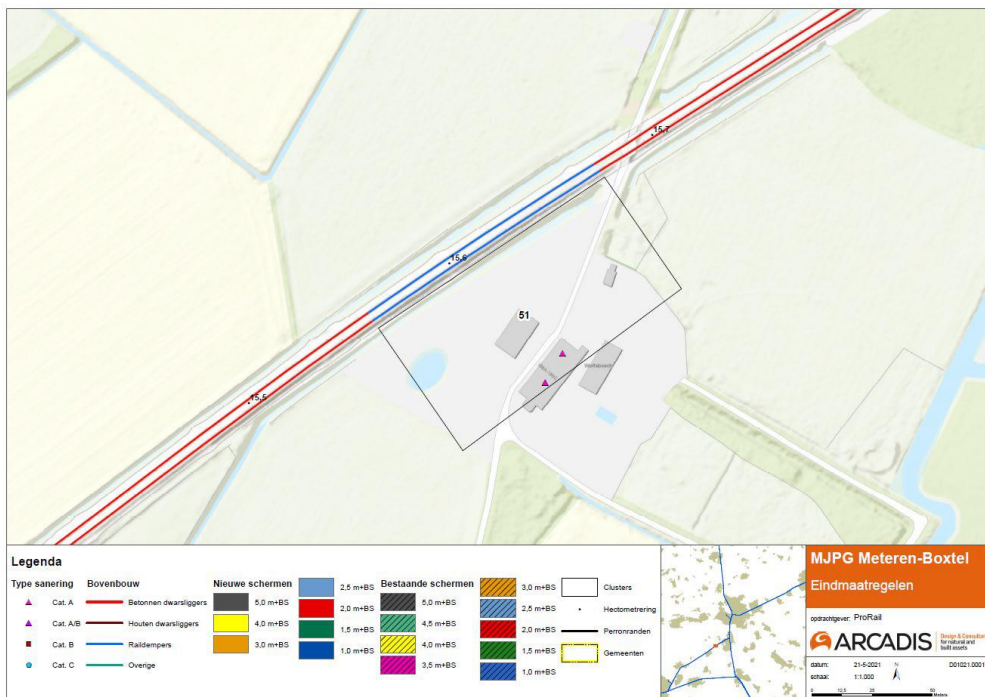 15,7
15,6
51
15,5
Legenda
Type sanering
Cat. A
Cat. A/B
Cat. B
Cat. C
Bovenbouw
Betonnen dwarsliggers
Houten dwarsliggers
Raildempers
Overige
Nieuwe schermen
5,0 m+BS
4,0 m+BS
3,0 m+BS
2,5 m+BS
2,0 m+BS
1,5 m+BS
1,0 m+BS
Bestaande schermen
5,0 m+BS
4,5 m+BS
4,0 m+BS
3,5 m+BS
3,0 m+BS
2,5 m+BS
2,0 m+BS
1,5 m+BS
1,0 m+BS
Clusters
Hectometrering
Perronranden
Gemeenten
MJPG Meteren-Boxtel
Eindmaatregelen
opdrachtgever: ProRail
ARCADIS
Design & Consultancy
for natural and
built assets
datum: 21-5-2021 N D01021.0001
schaal: 1:1.000
0 12,5 25 50
Meters